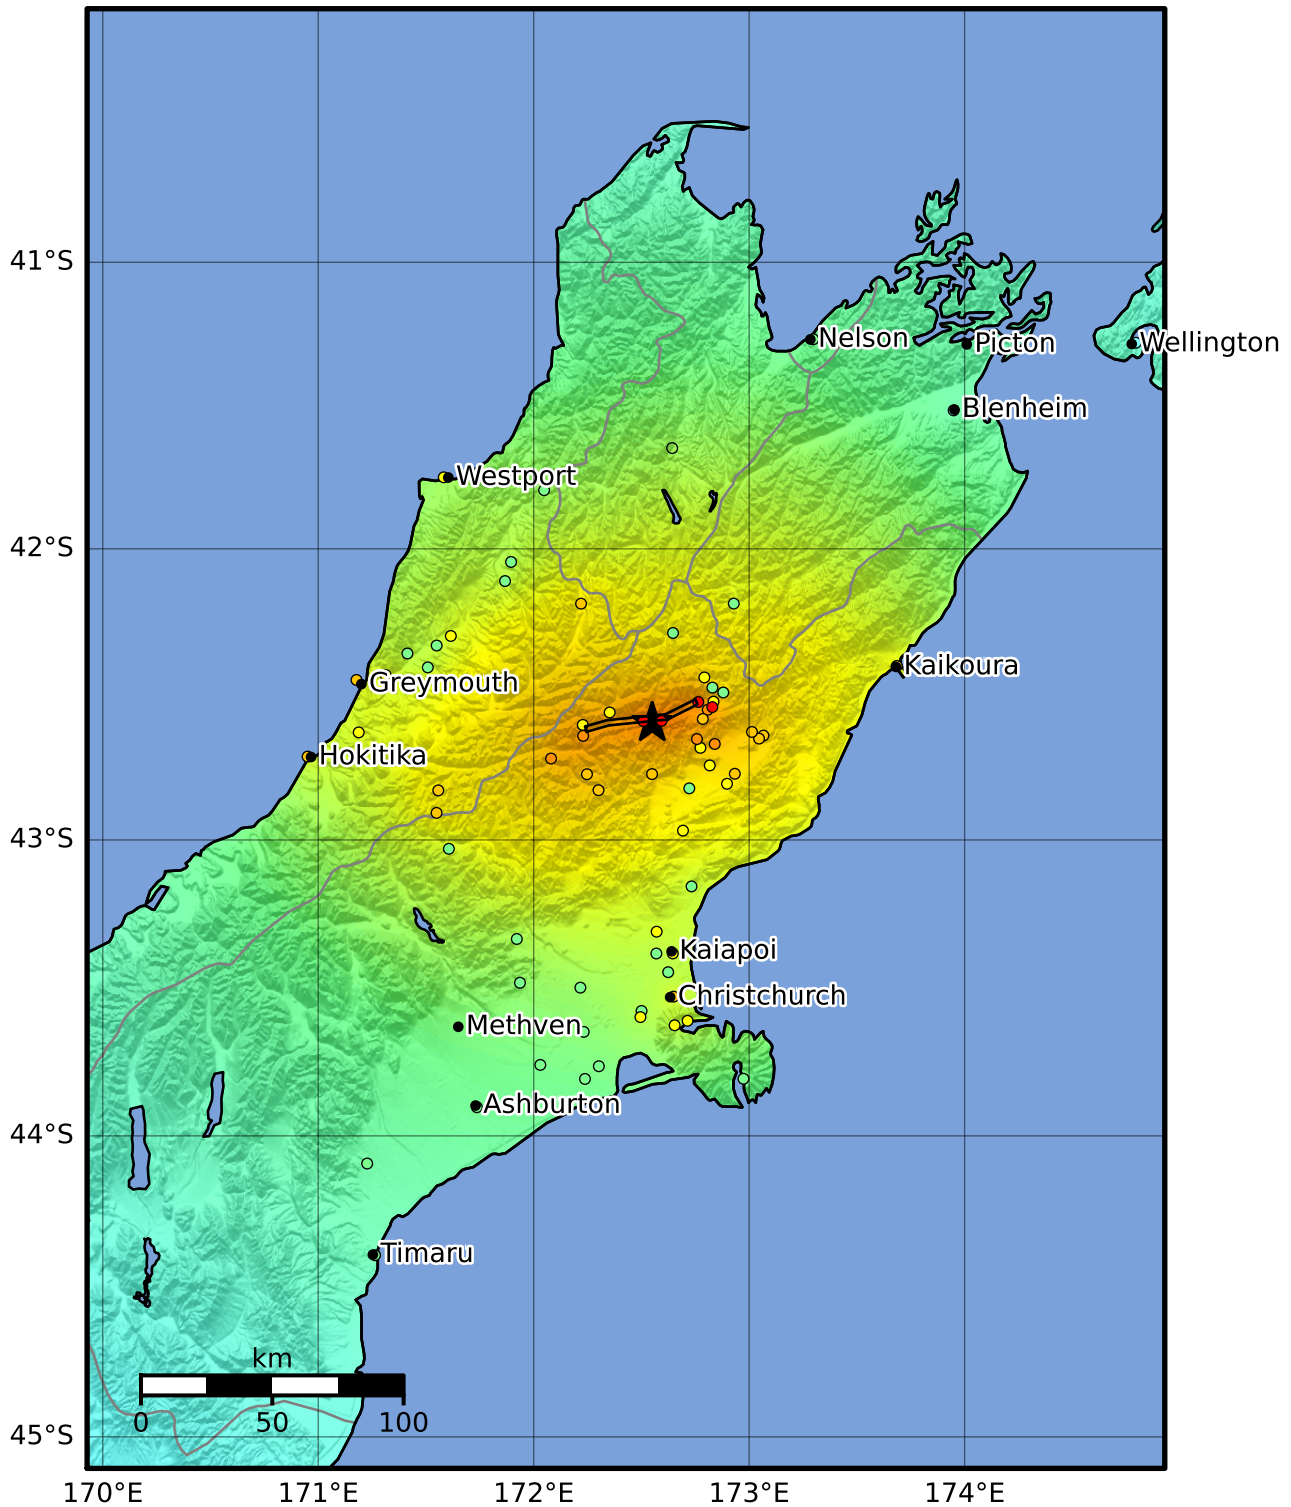 41°S
Nelson
Picton
Wellington
Blenheim
Westport
42°S
Kaikoura
Greymouth
Hokitika
43°S
Kaiapoi
Christchurch
Methven
Ashburton
44°S
Timaru
km
0 50 100
45°S
170°E 171°E 172°E 173°E 174°E